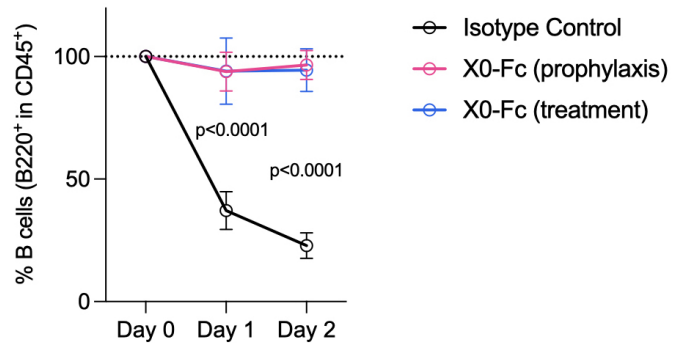 % B cells (B220⁺ in CD45⁺)
100
50
0
p<0.0001
p<0.0001
Day 0 Day 1 Day 2
Isotype Control
X0-Fc (prophylaxis)
X0-Fc (treatment)